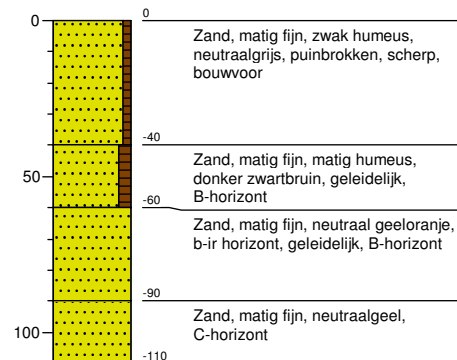 0
0
Zand, matig fijn, zwak humeus,
neutraalgrijs, puinbrokken, scherp,
bouwvoor
-40
Zand, matig fijn, matig humeus,
donker zwartbruin, geleidelijk,
B-horizont
50
-60
Zand, matig fijn, neutraal geeloranje,
b-ir horizont, geleidelijk, B-horizont
-90
Zand, matig fijn, neutraalgeel,
C-horizont
100
-110